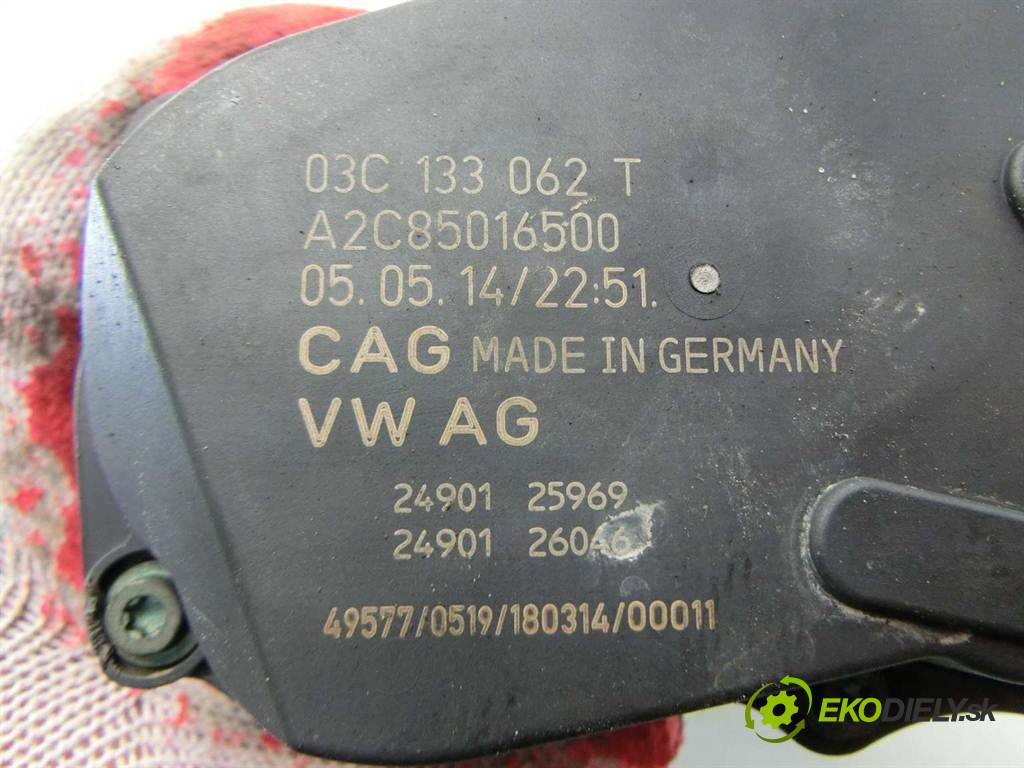 03C 133 062 T
A2C85016500
05.05.14/22:51.
CAG MADE IN GERMANY
VW AG
24901 25969
24901 26046
49577/0519/180314/00011
EKODIELY.sk